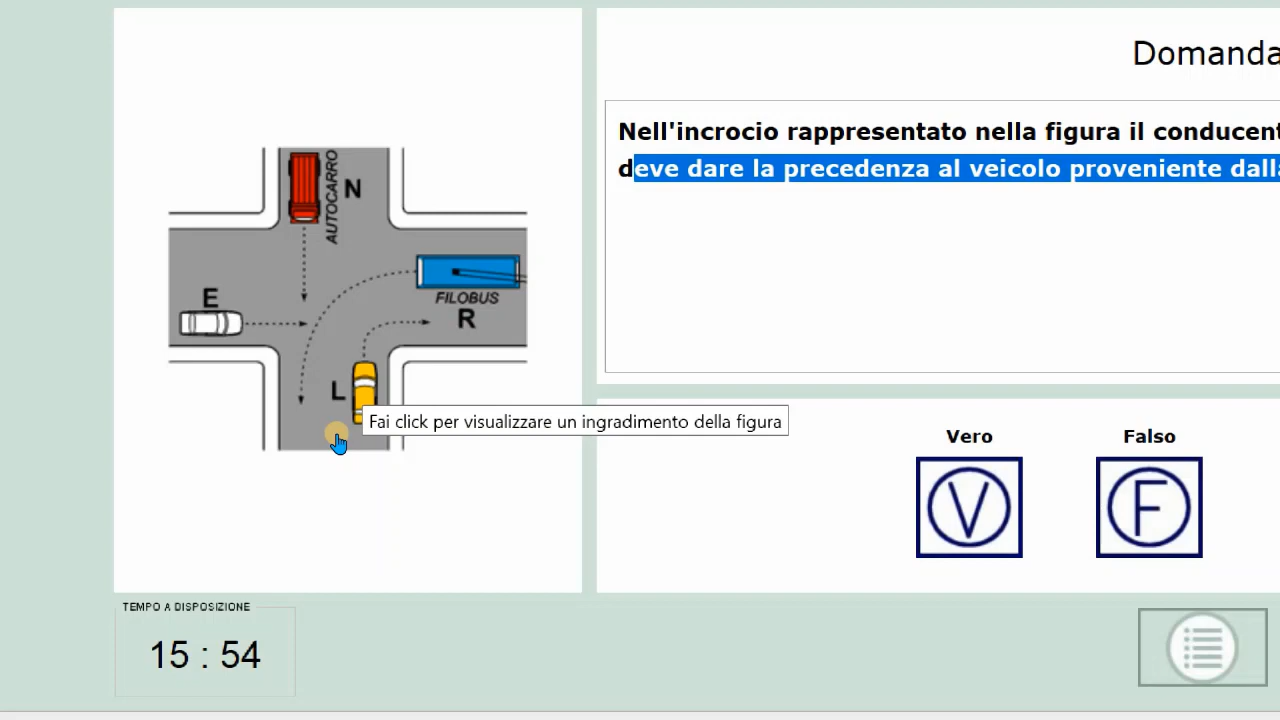 Domanda
Nell'incrocio rappresentato nella figura il conducent
deve dare la precedenza al veicolo proveniente dalla
N
AUTOCARRO
E
FILOBUS
R
L
Fai click per visualizzare un ingradimento della figura
Vero
Falso
V
F
TEMPO A DISPOSIZIONE
15 : 54